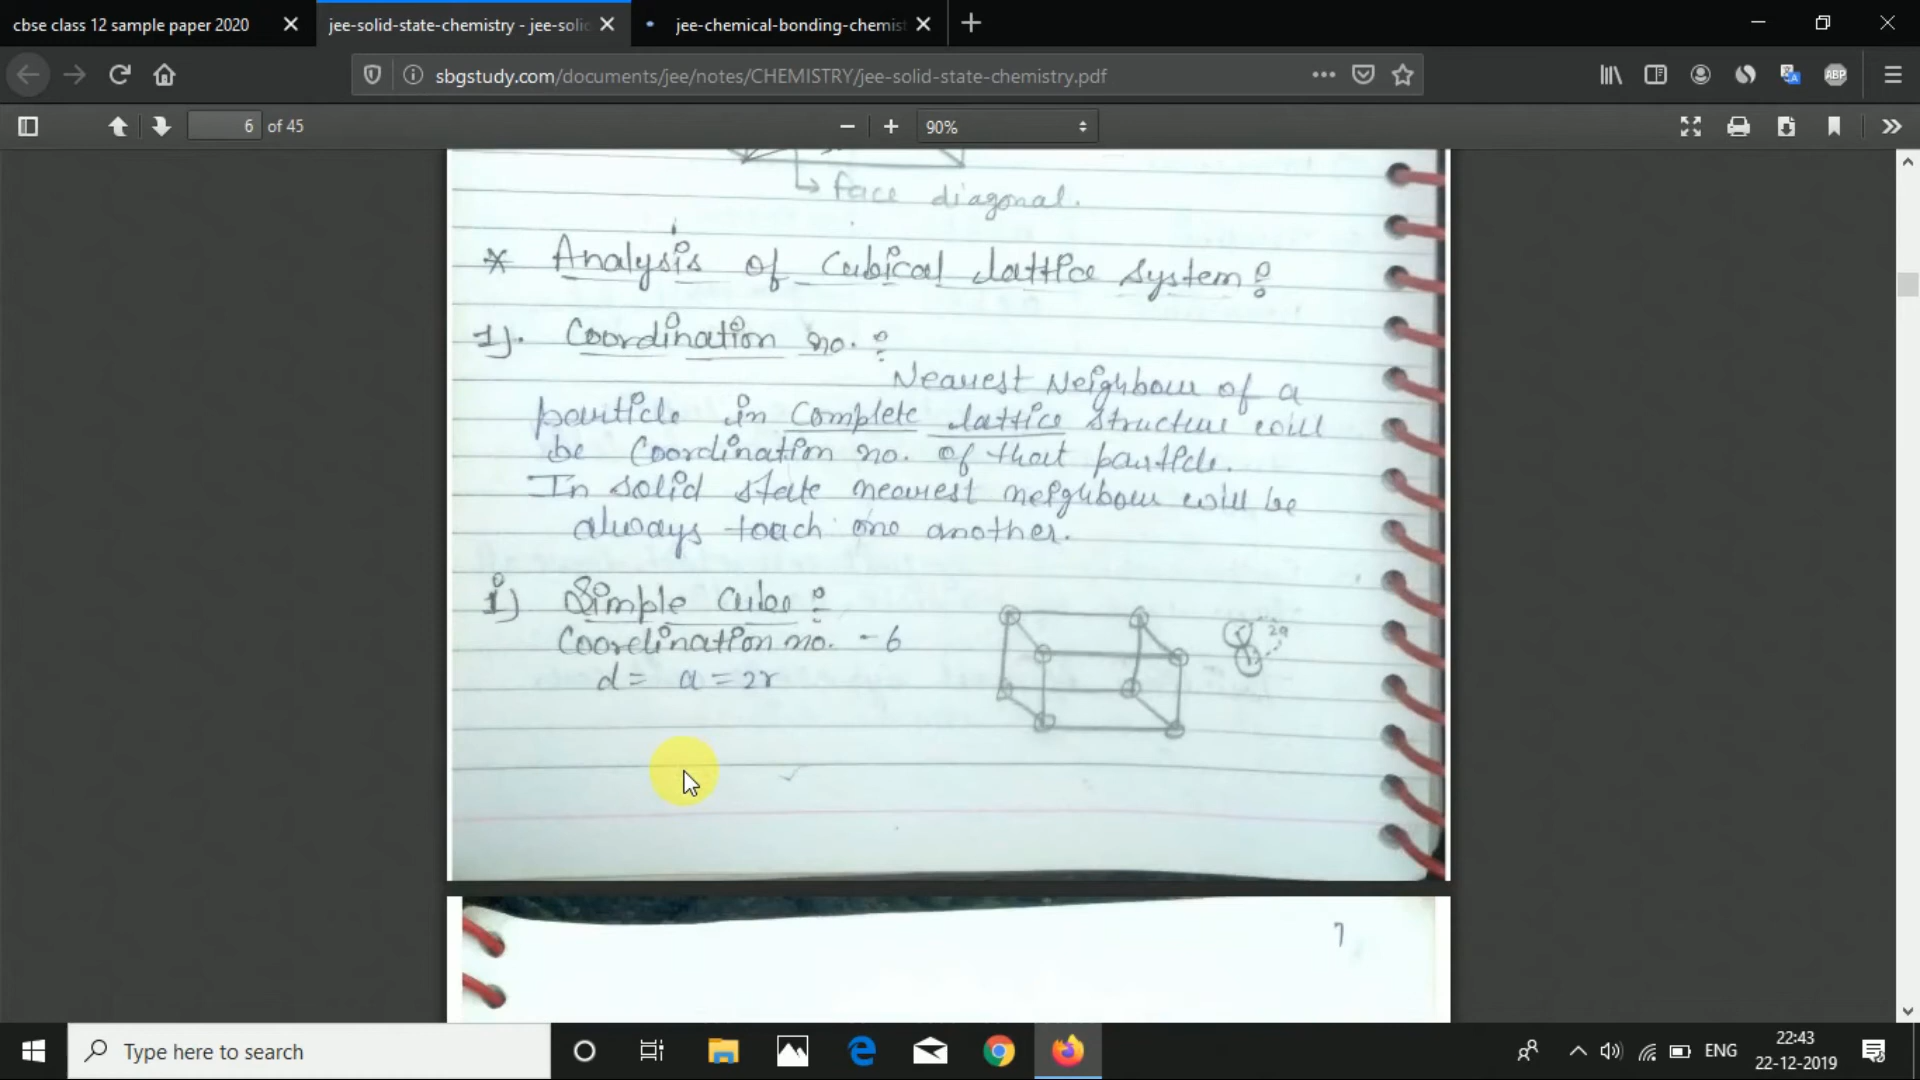 cbse class 12 sample paper 2020
jee-solid-state-chemistry - jee-solid
jee-chemical-bonding-chemist
sbgstudy.com/documents/jee/notes/CHEMISTRY/jee-solid-state-chemistry.pdf
ABP
6 of 45
90%
face diagonal.
* Analysis of Cubical lattice system:
1). Coordination no. :
Nearest Neighbour of a
particle in complete lattice structure will
be Coordination no. of that particle.
In solid state nearest neighbour will be
always touch one another.
i) Simple Cube:
Coordination no. - 6
d = a = 2r
7
Type here to search
ENG
22:43
22-12-2019